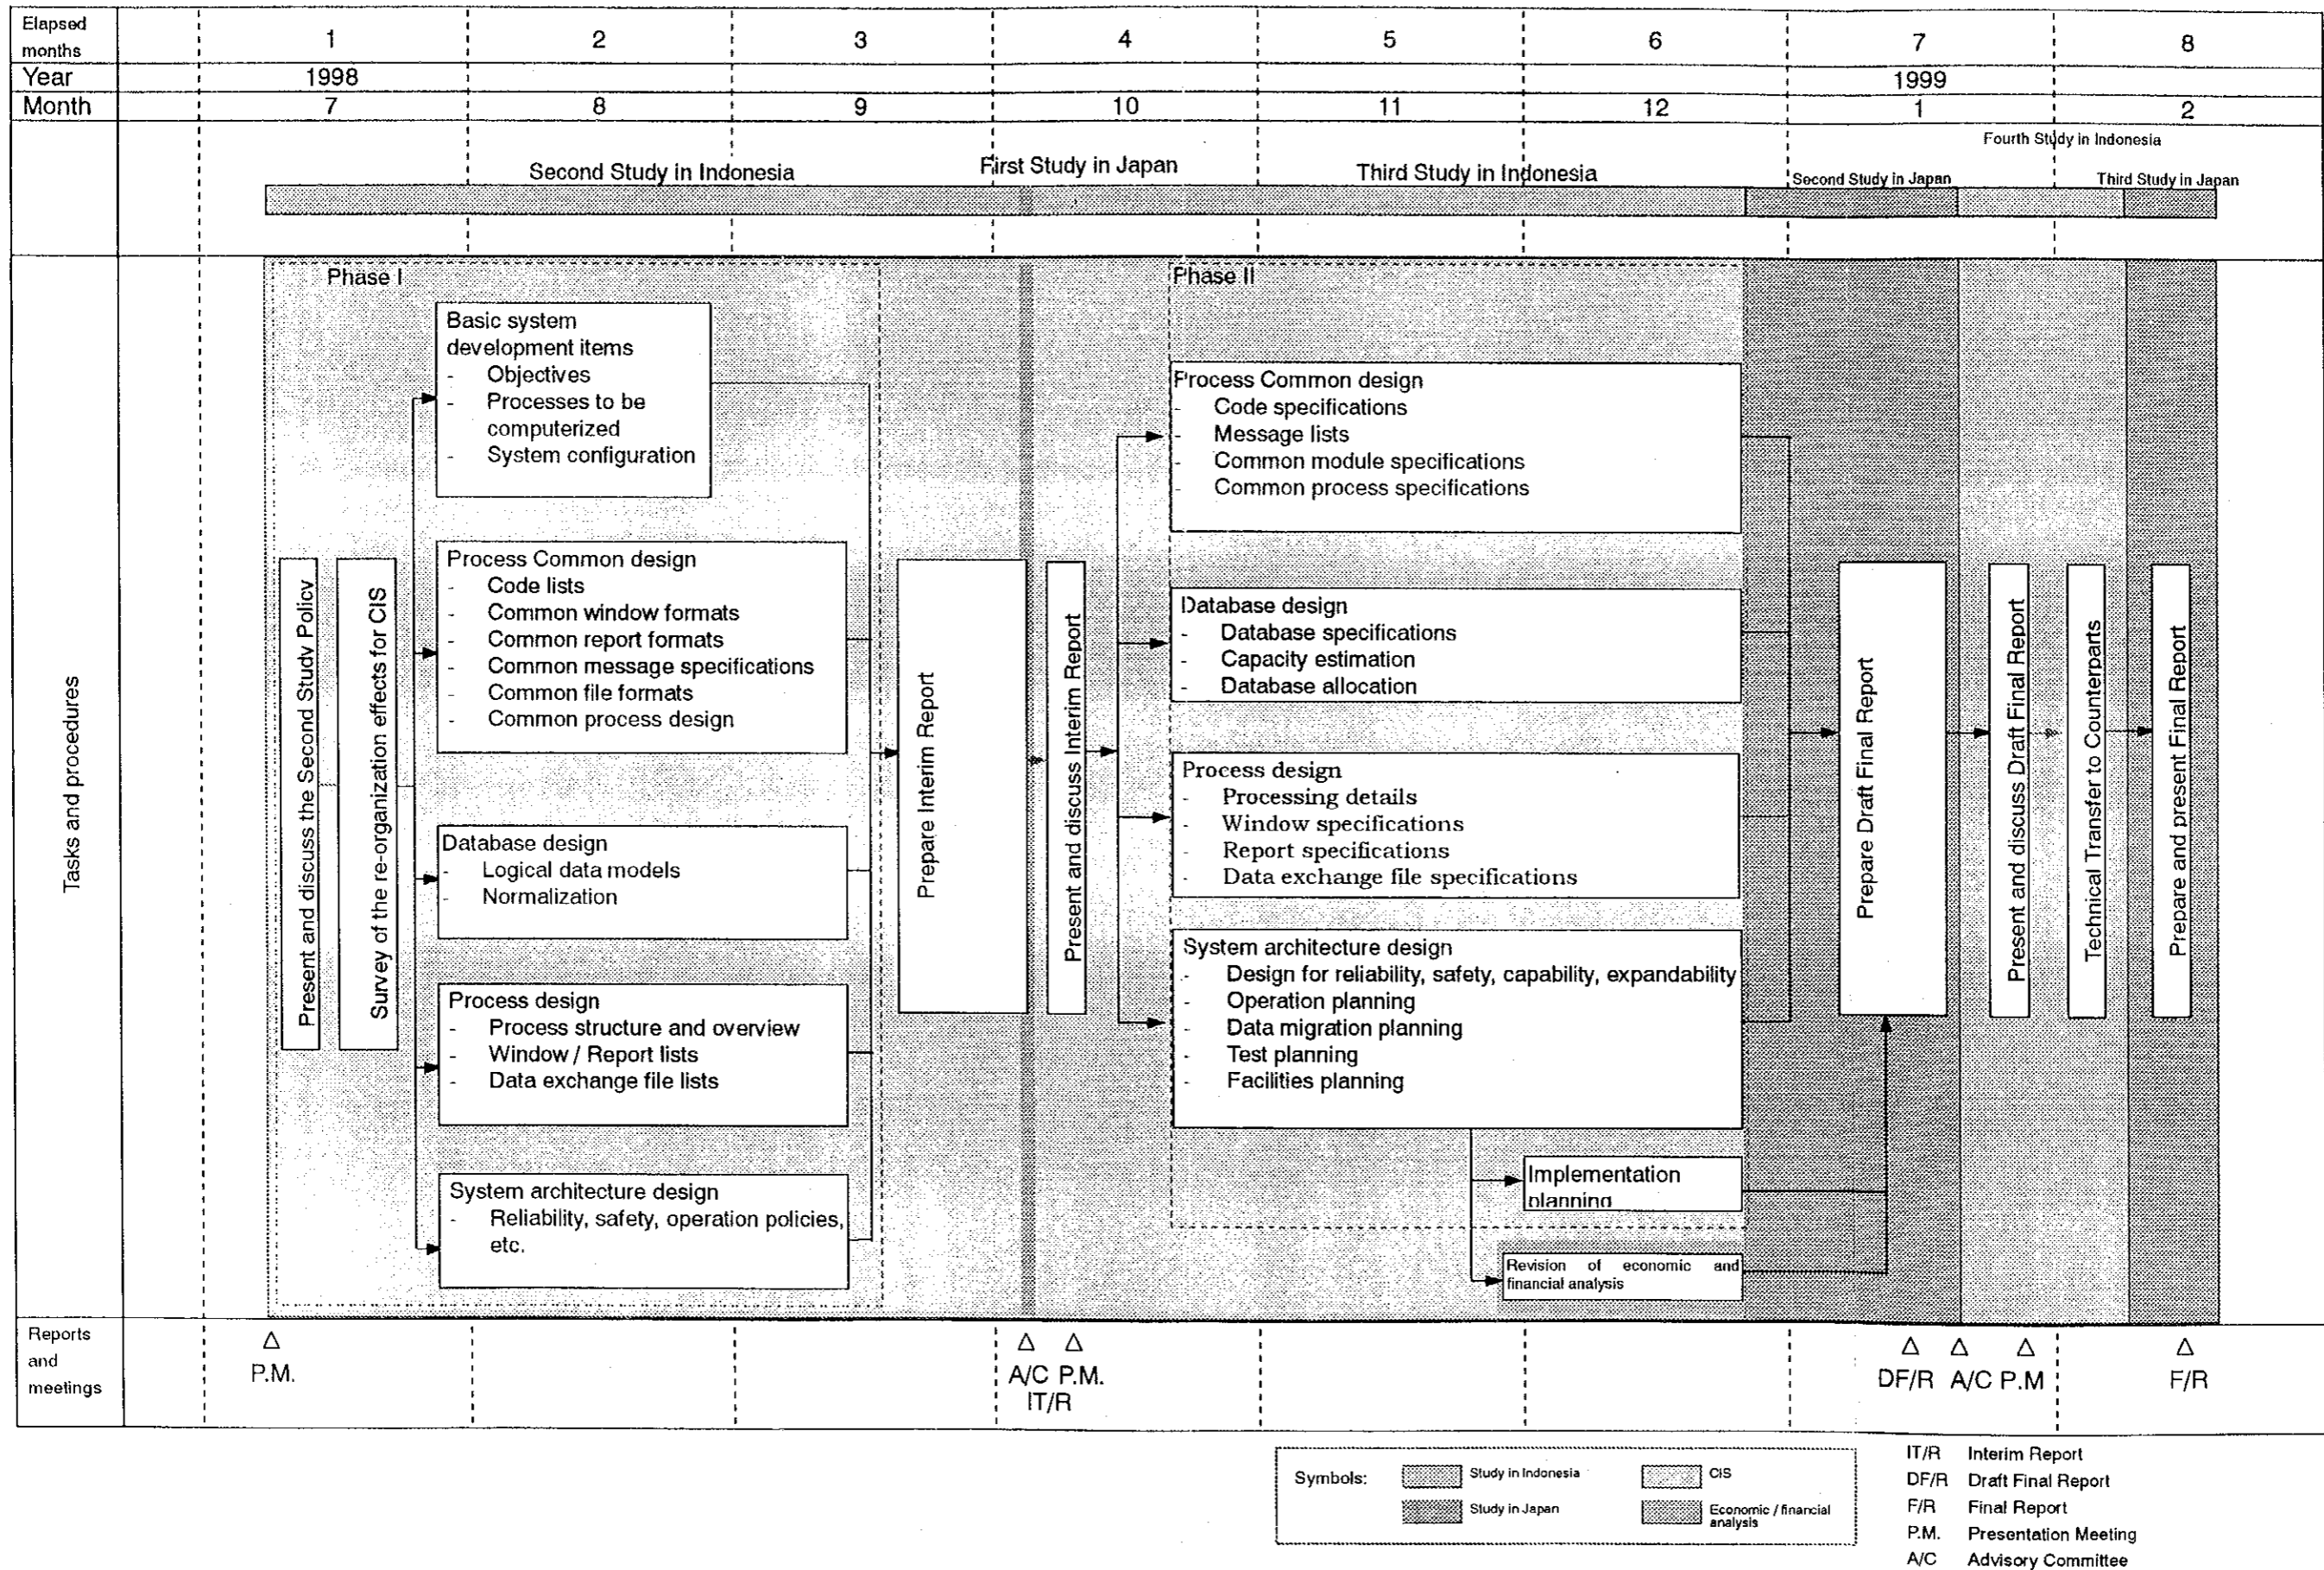 Elapsed
months
1 2 3 4 5 6 7 8
Year 1998 1999
Month 7 8 9 10 11 12 1 2
Fourth Study in Indonesia
Second Study in Indonesia
First Study in Japan
Third Study in Indonesia
Second Study in Japan
Third Study in Japan
Tasks and procedures
Phase I
Present and discuss the Second Study Policy
Survey of the re-organization effects for CIS
Basic system
development items
- Objectives
- Processes to be
computerized
- System configuration
Process Common design
- Code lists
- Common window formats
- Common report formats
- Common message specifications
- Common file formats
- Common process design
Database design
- Logical data models
- Normalization
Process design
- Process structure and overview
- Window / Report lists
- Data exchange file lists
System architecture design
- Reliability, safety, operation policies,
etc.
Prepare Interim Report
Present and discuss Interim Report
Phase II
Process Common design
- Code specifications
- Message lists
- Common module specifications
- Common process specifications
Database design
- Database specifications
- Capacity estimation
- Database allocation
Process design
- Processing details
- Window specifications
- Report specifications
- Data exchange file specifications
System architecture design
- Design for reliability, safety, capability, expandability
- Operation planning
- Data migration planning
- Test planning
- Facilities planning
Implementation
planning
Revision of economic and
financial analysis
Prepare Draft Final Report
Present and discuss Draft Final Report
Technical Transfer to Counterparts
Prepare and present Final Report
Reports
and
meetings
P.M.
A/C P.M.
IT/R
DF/R A/C P.M
F/R
Symbols:
Study in Indonesia
CIS
Study in Japan
Economic / financial
analysis
IT/R Interim Report
DF/R Draft Final Report
F/R Final Report
P.M. Presentation Meeting
A/C Advisory Committee